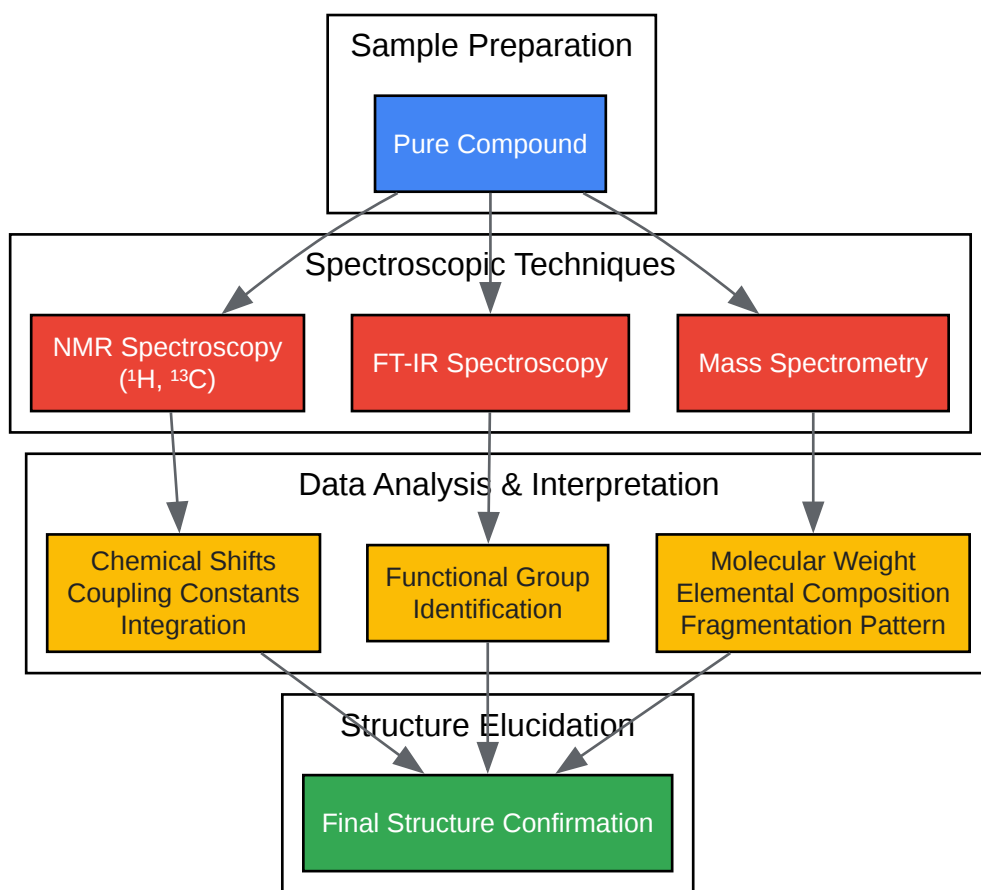 Sample Preparation
Pure Compound
Spectroscopic Techniques
NMR Spectroscopy
(¹H, ¹³C)
FT-IR Spectroscopy
Mass Spectrometry
Data Analysis & Interpretation
Chemical Shifts
Coupling Constants
Integration
Functional Group
Identification
Molecular Weight
Elemental Composition
Fragmentation Pattern
Structure Elucidation
Final Structure Confirmation